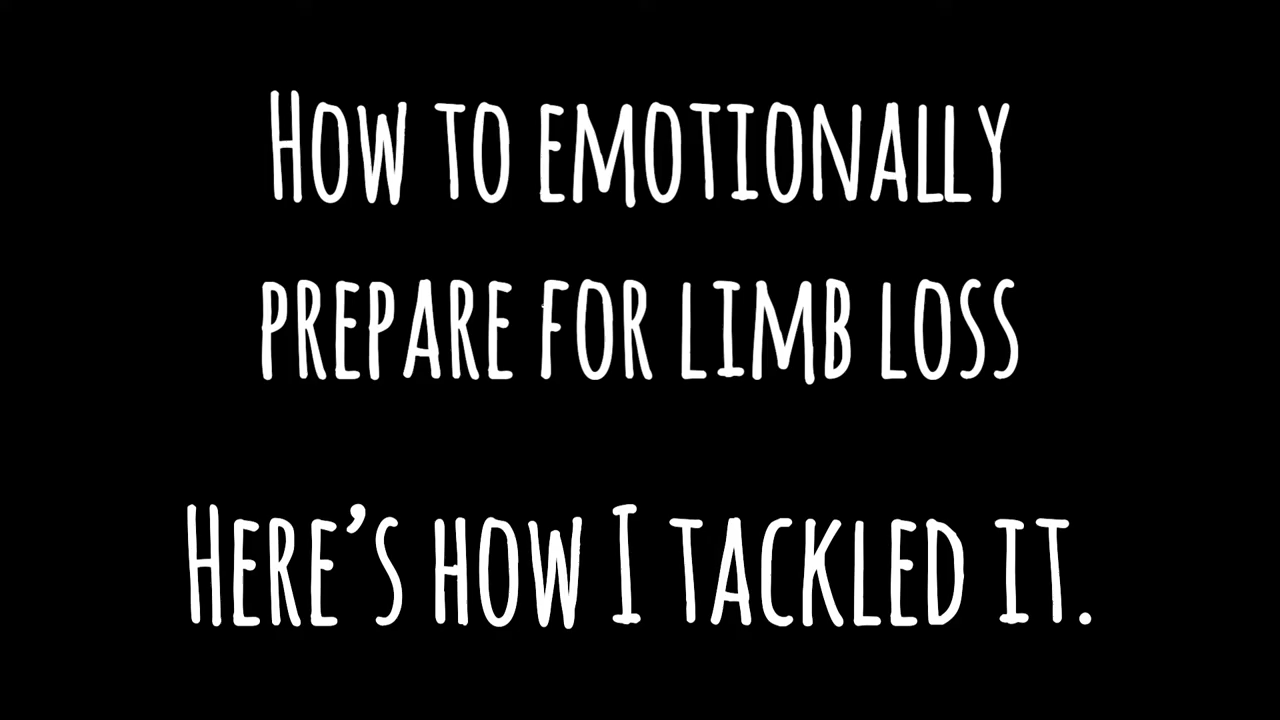 How to emotionally
prepare for limb loss
Here's how I tackled it.